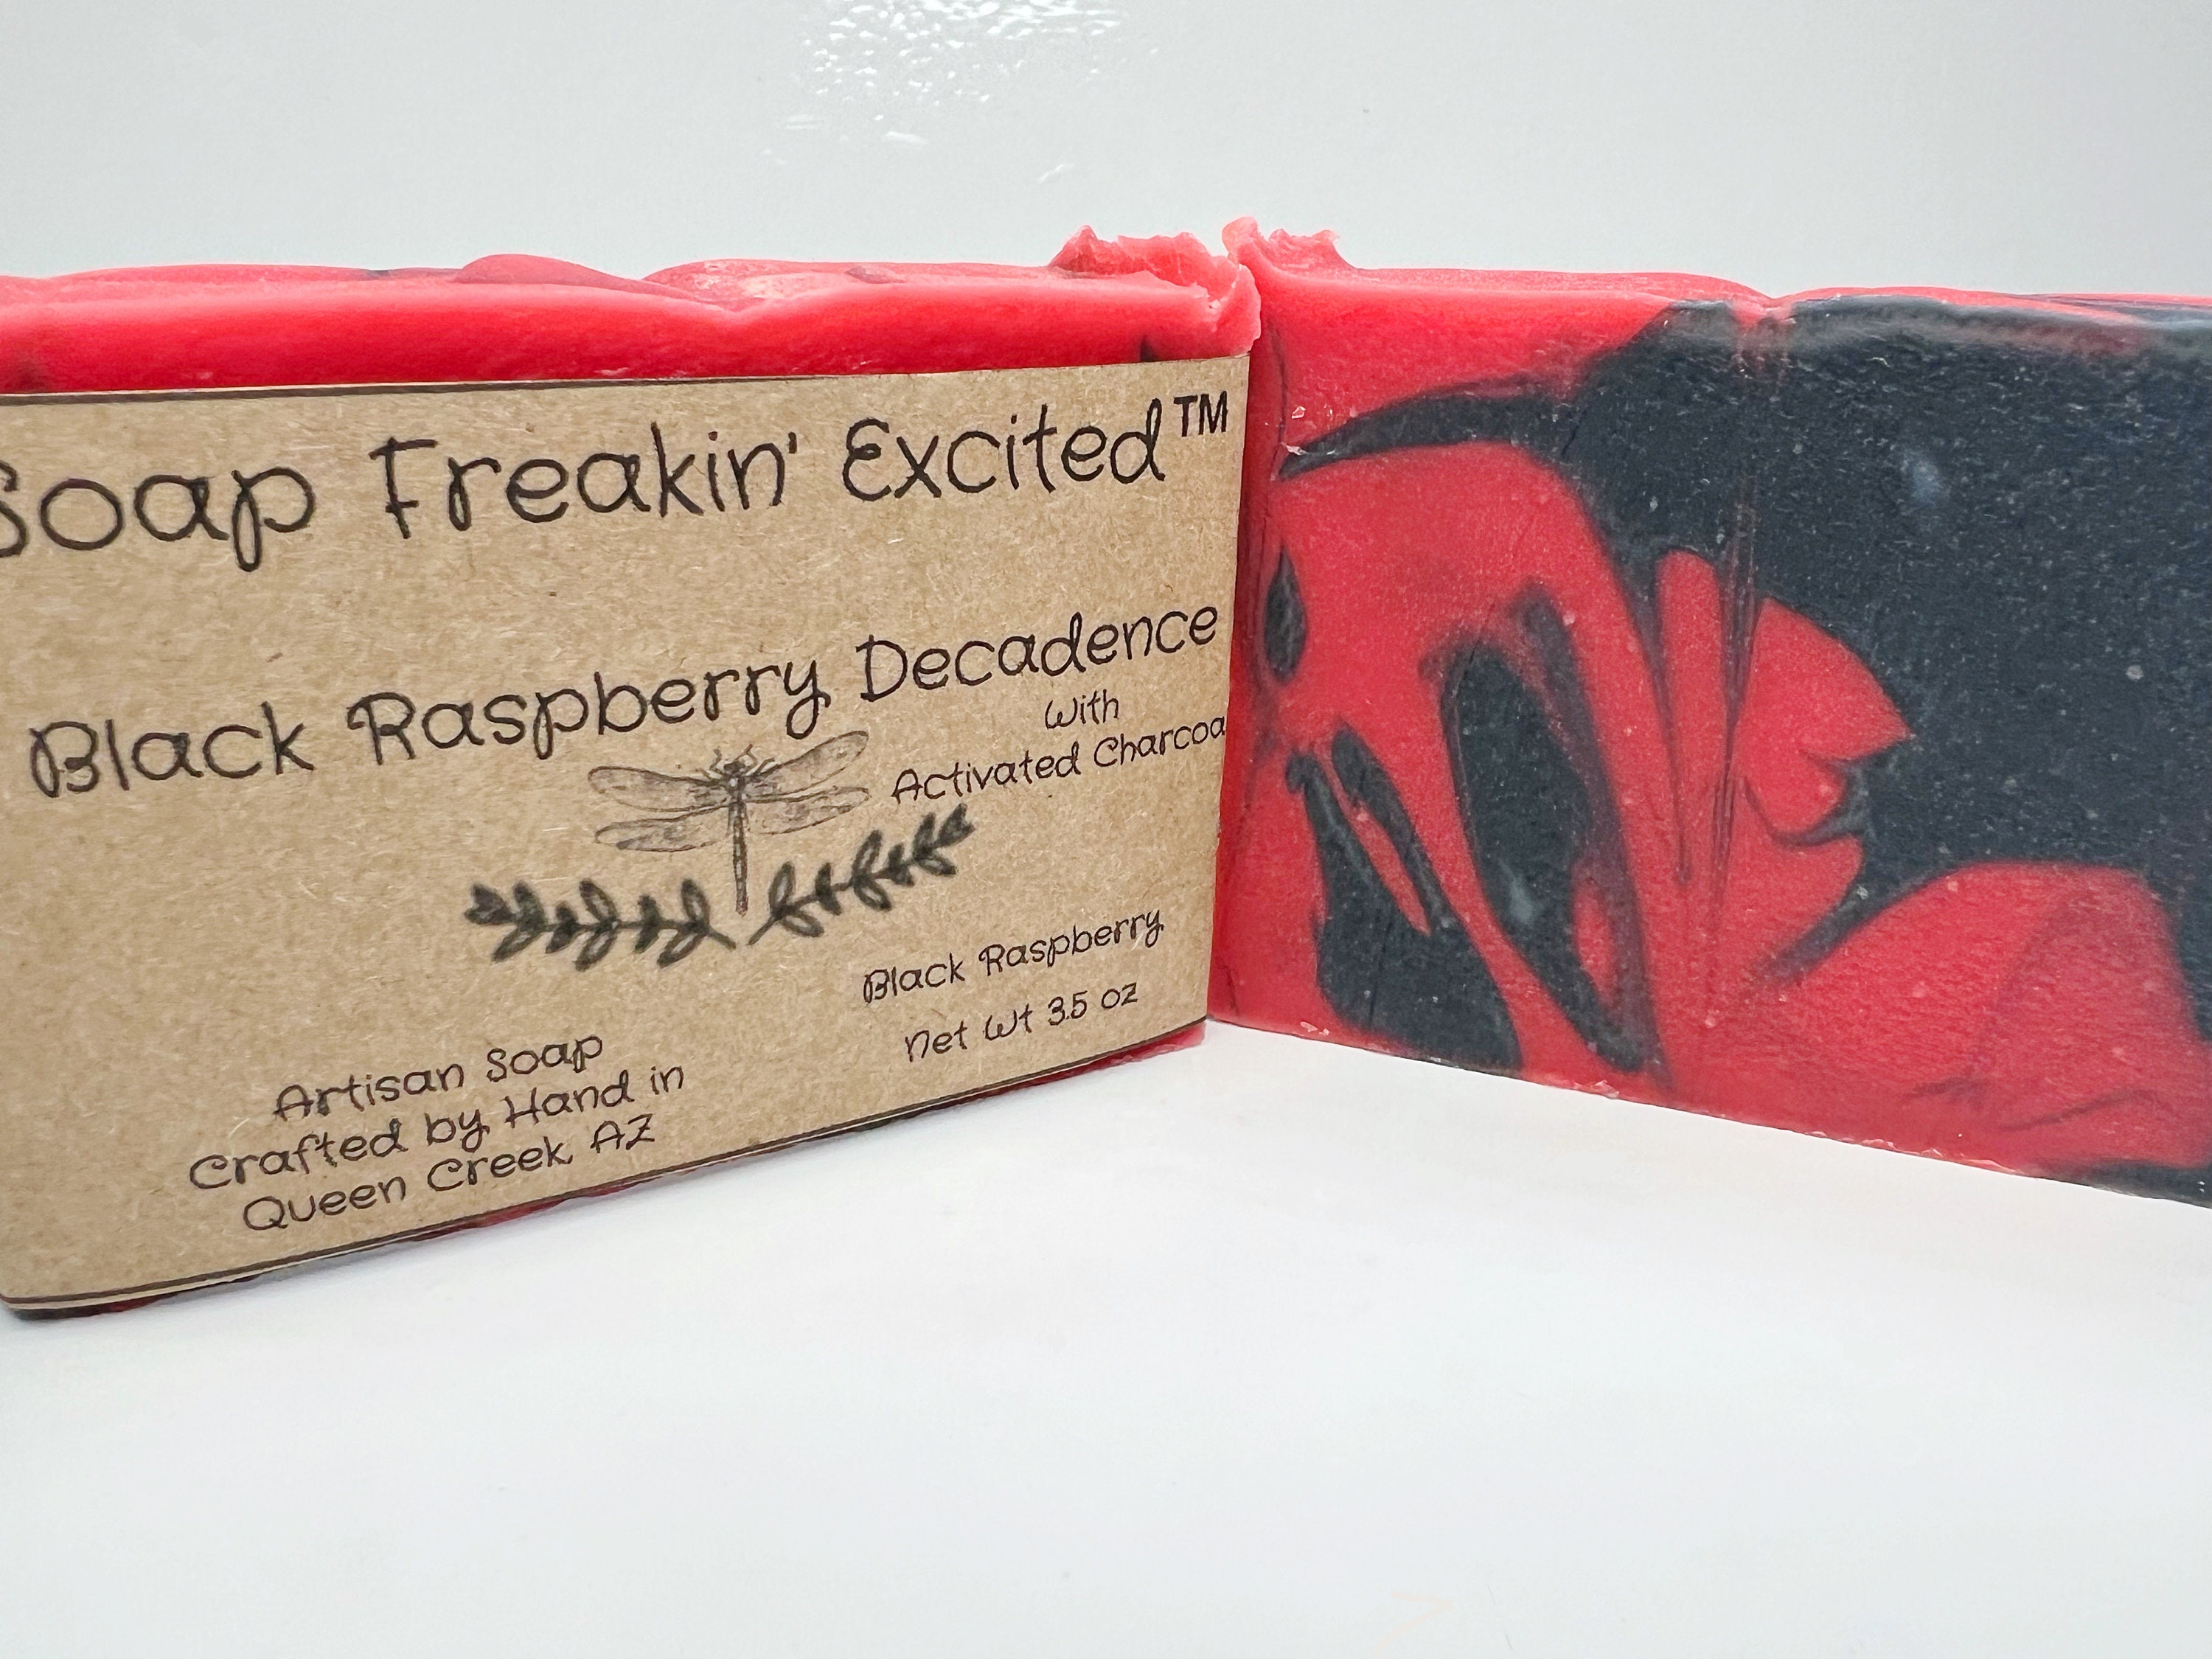 Soap Freakin' Excited™
Black Raspberry Decadence
With
Activated Charcoa
Black Raspberry
Net Wt 3.5 oz
Artisan Soap
Crafted by Hand in
Queen Creek, AZ